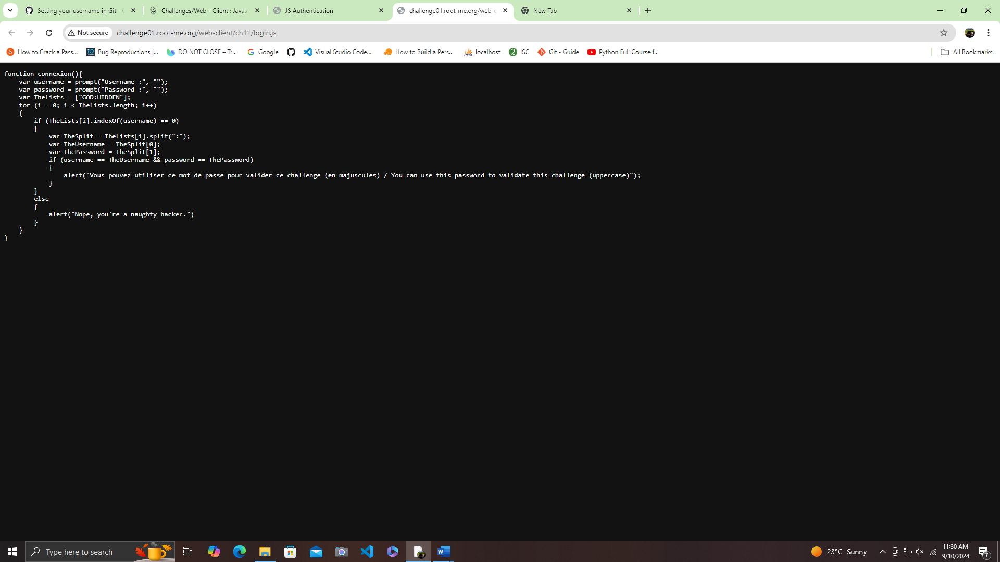 Setting your username in Git - G
Challenges/Web - Client : Javasc
JS Authentication
challenge01.root-me.org/web-c
New Tab
Not secure
challenge01.root-me.org/web-client/ch11/login.js
How to Crack a Pass...
Bug Reproductions |...
DO NOT CLOSE – Tr...
Google
Visual Studio Code...
How to Build a Pers...
localhost
ISC
Git - Guide
Python Full Course f...
All Bookmarks
function connexion(){
    var username = prompt("Username :", "");
    var password = prompt("Password :", "");
    var TheLists = ["GOD:HIDDEN"];
    for (i = 0; i < TheLists.length; i++)
    {
        if (TheLists[i].indexOf(username) == 0)
        {
            var TheSplit = TheLists[i].split(":");
            var TheUsername = TheSplit[0];
            var ThePassword = TheSplit[1];
            if (username == TheUsername && password == ThePassword)
            {
                alert("Vous pouvez utiliser ce mot de passe pour valider ce challenge (en majuscules) / You can use this password to validate this challenge (uppercase)");
            }
        }
        else
        {
            alert("Nope, you're a naughty hacker.")
        }
    }
}
Type here to search
23°C Sunny
11:30 AM
9/10/2024
7